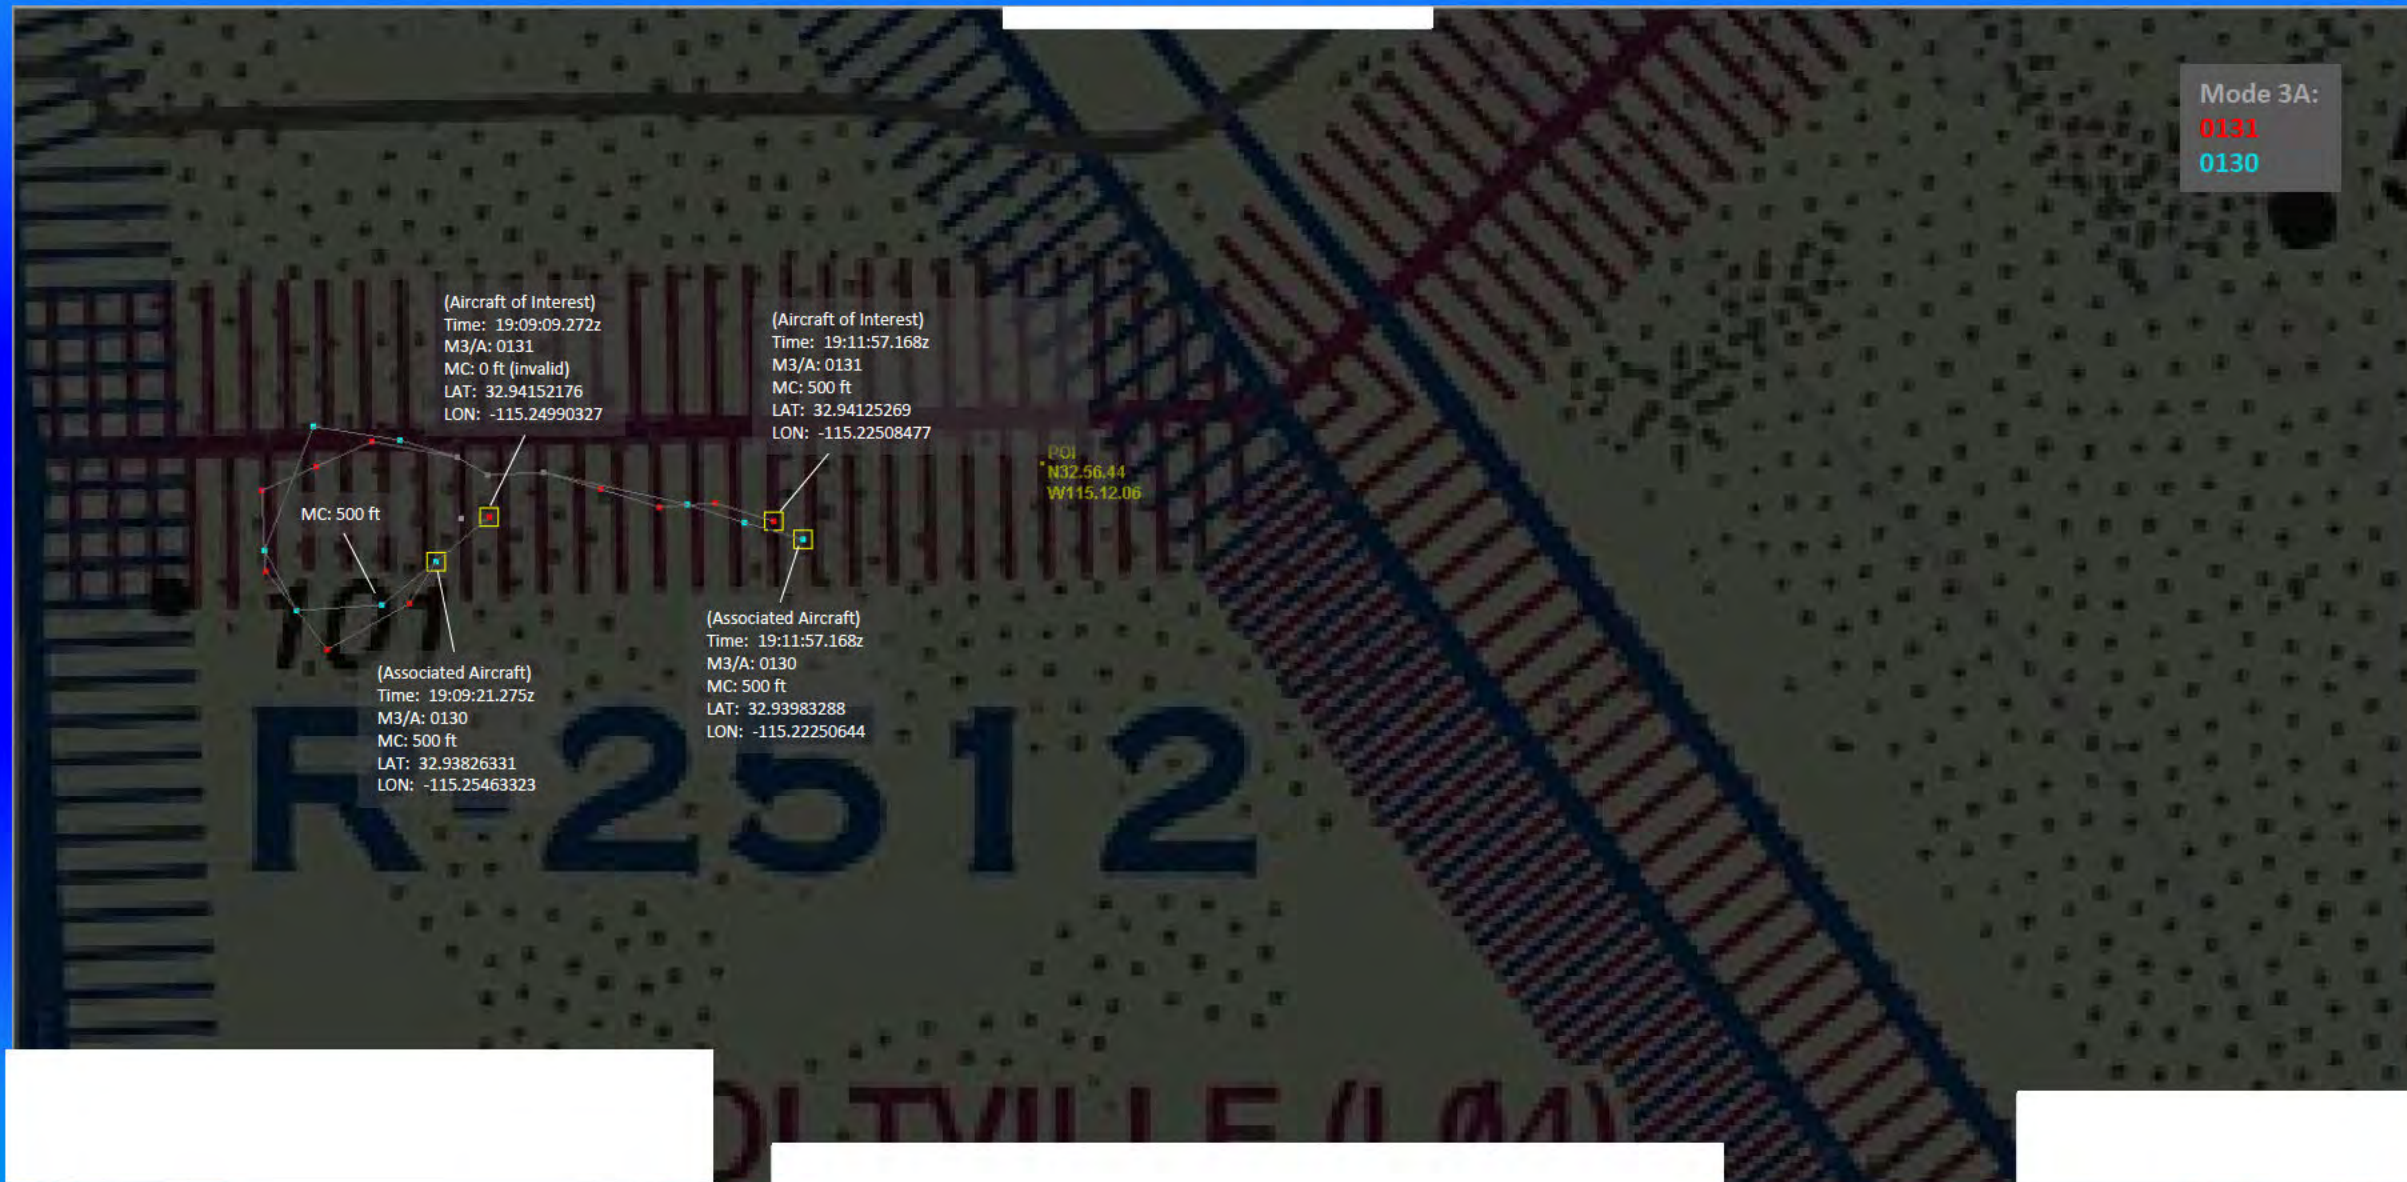 Mode 3A:
0131
0130
(Aircraft of Interest)
Time: 19:09:09.272z
M3/A: 0131
MC: 0 ft (invalid)
LAT: 32.94152176
LON: -115.24990327
(Aircraft of Interest)
Time: 19:11:57.168z
M3/A: 0131
MC: 500 ft
LAT: 32.94125269
LON: -115.22508477
POI
N32.56.44
W115.12.06
MC: 500 ft
101
(Associated Aircraft)
Time: 19:09:21.275z
M3/A: 0130
MC: 500 ft
LAT: 32.93826331
LON: -115.25463323
(Associated Aircraft)
Time: 19:11:57.168z
M3/A: 0130
MC: 500 ft
LAT: 32.93983288
LON: -115.22250644
R-2512
OLTVILLE (LØ4)